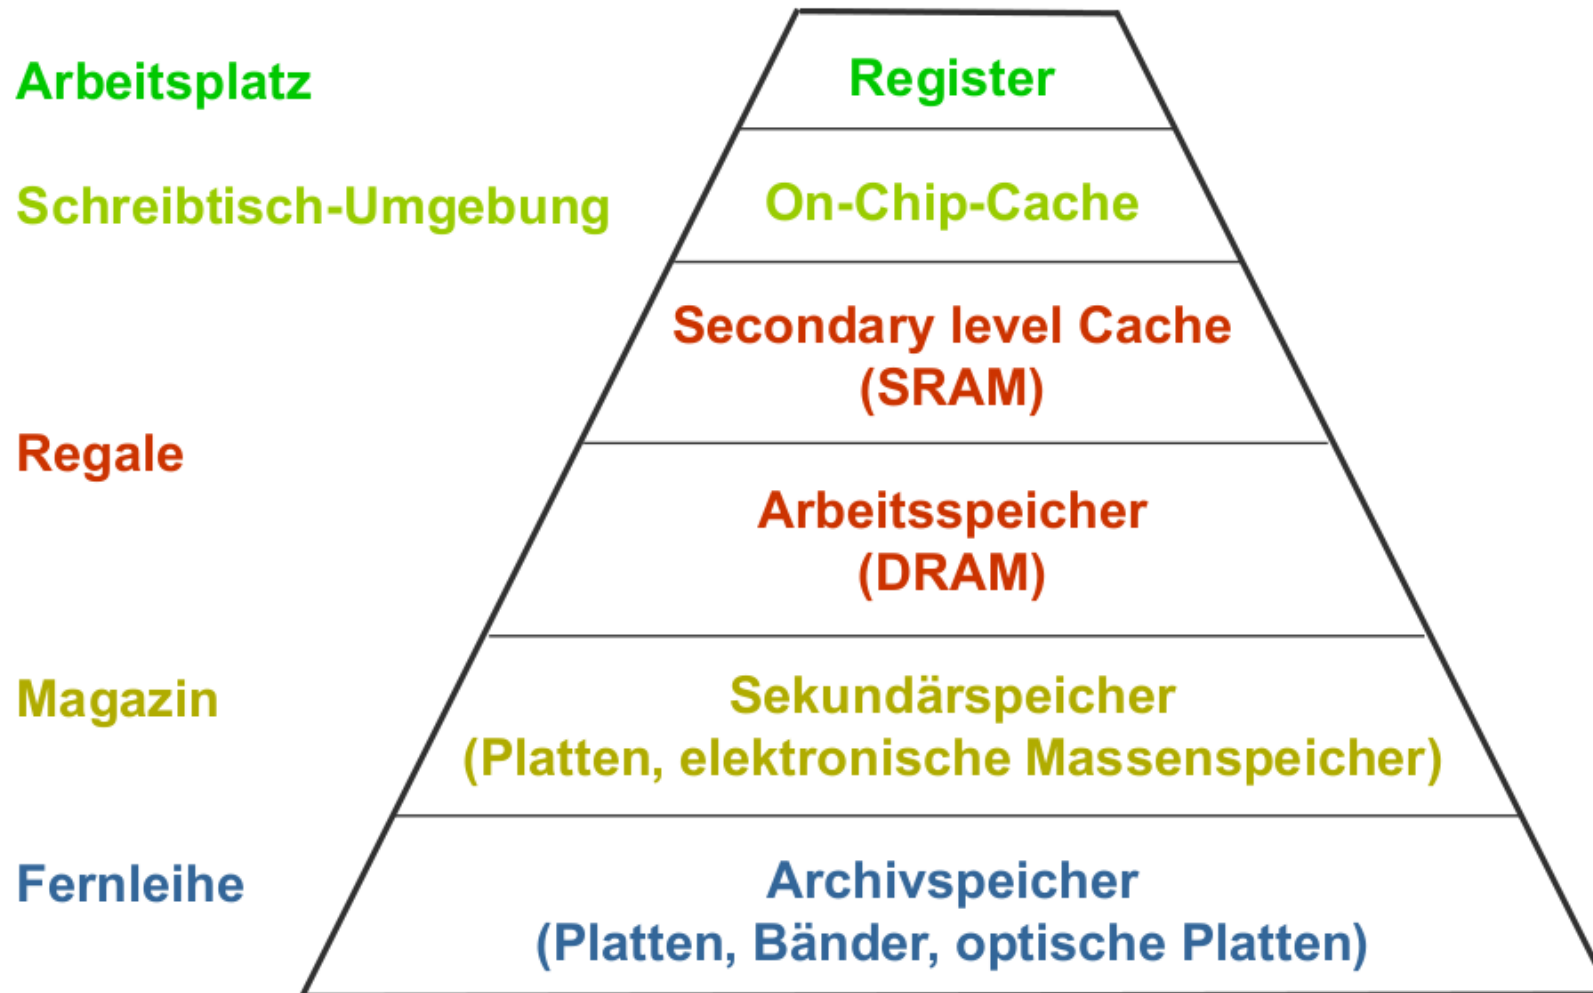 Arbeitsplatz
Register
Schreibtisch-Umgebung
On-Chip-Cache
Secondary level Cache
(SRAM)
Regale
Arbeitsspeicher
(DRAM)
Magazin
Sekundärspeicher
(Platten, elektronische Massenspeicher)
Fernleihe
Archivspeicher
(Platten, Bänder, optische Platten)